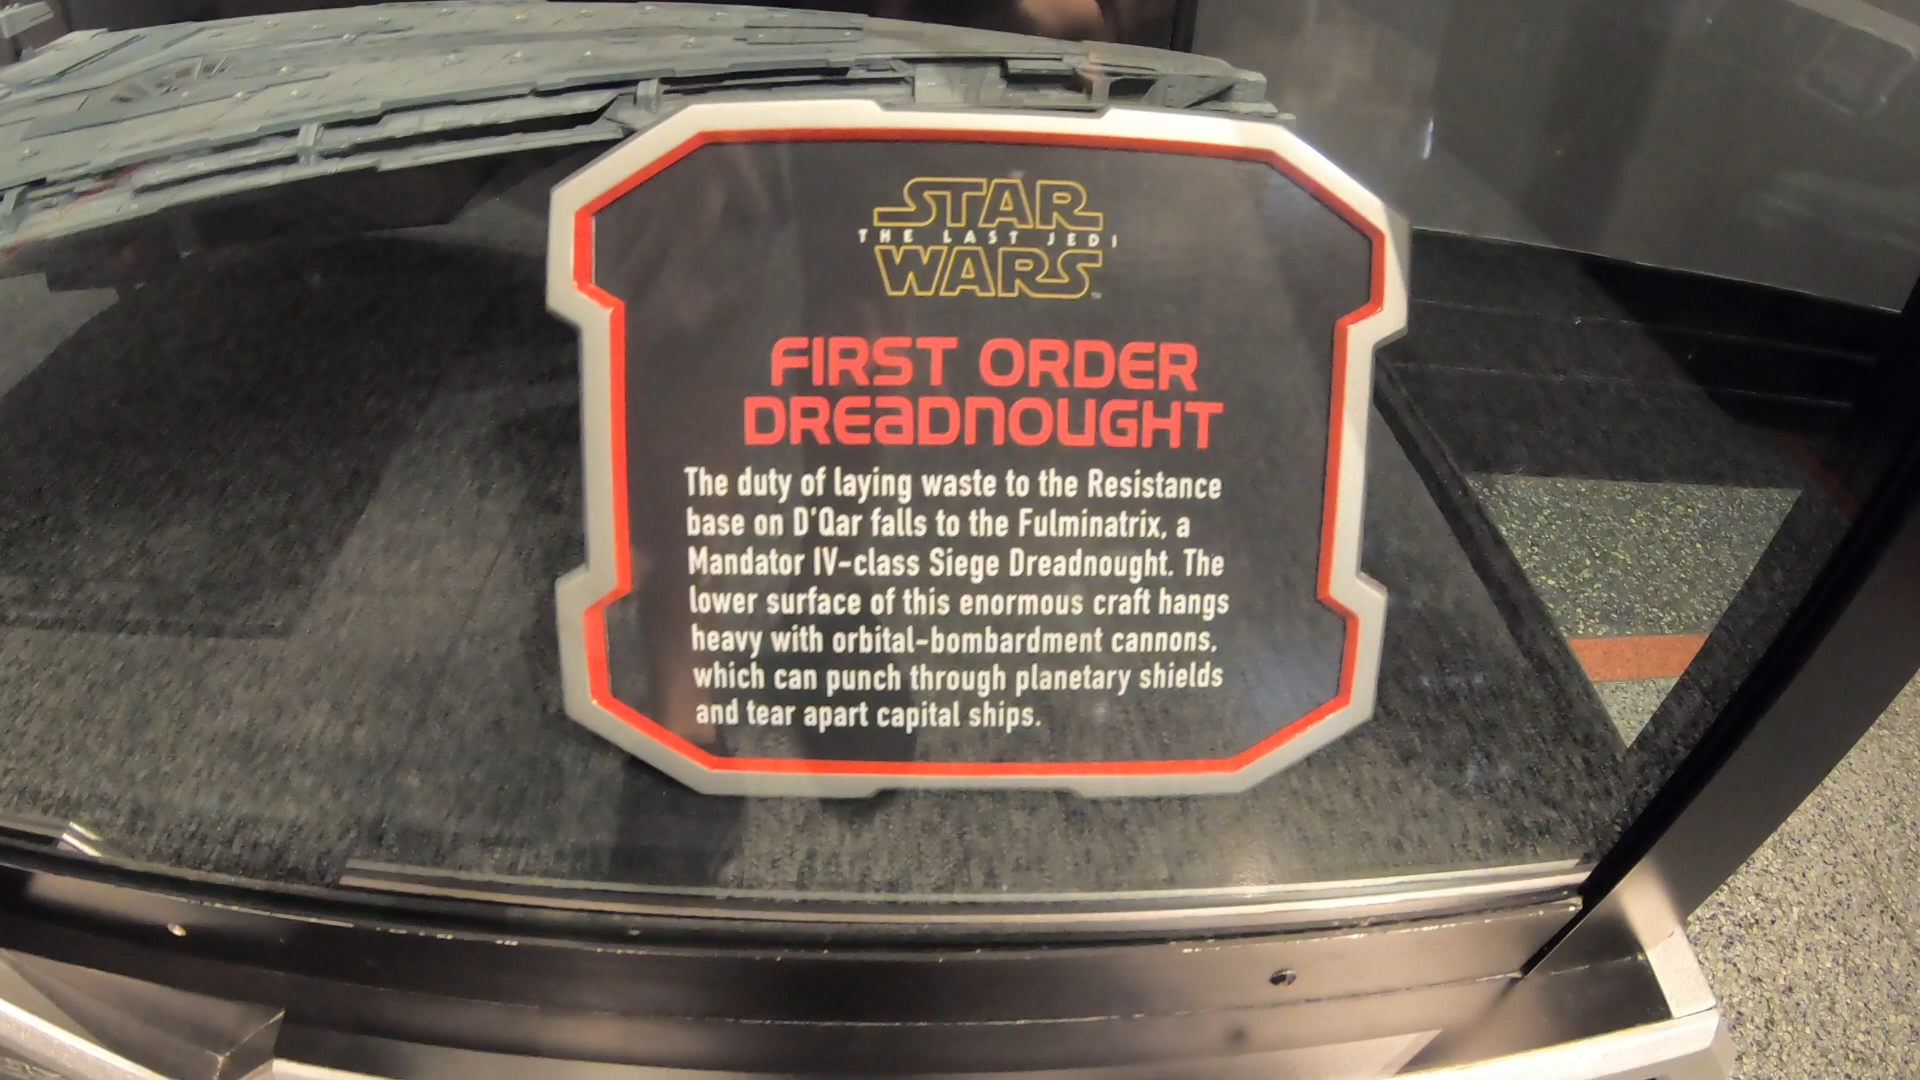 STAR
THE LAST JEDI
WARS™
FIRST ORDER
DREaDNOUGHT
The duty of laying waste to the Resistance
base on D'Qar falls to the Fulminatrix, a
Mandator IV-class Siege Dreadnought. The
lower surface of this enormous craft hangs
heavy with orbital-bombardment cannons,
which can punch through planetary shields
and tear apart capital ships.